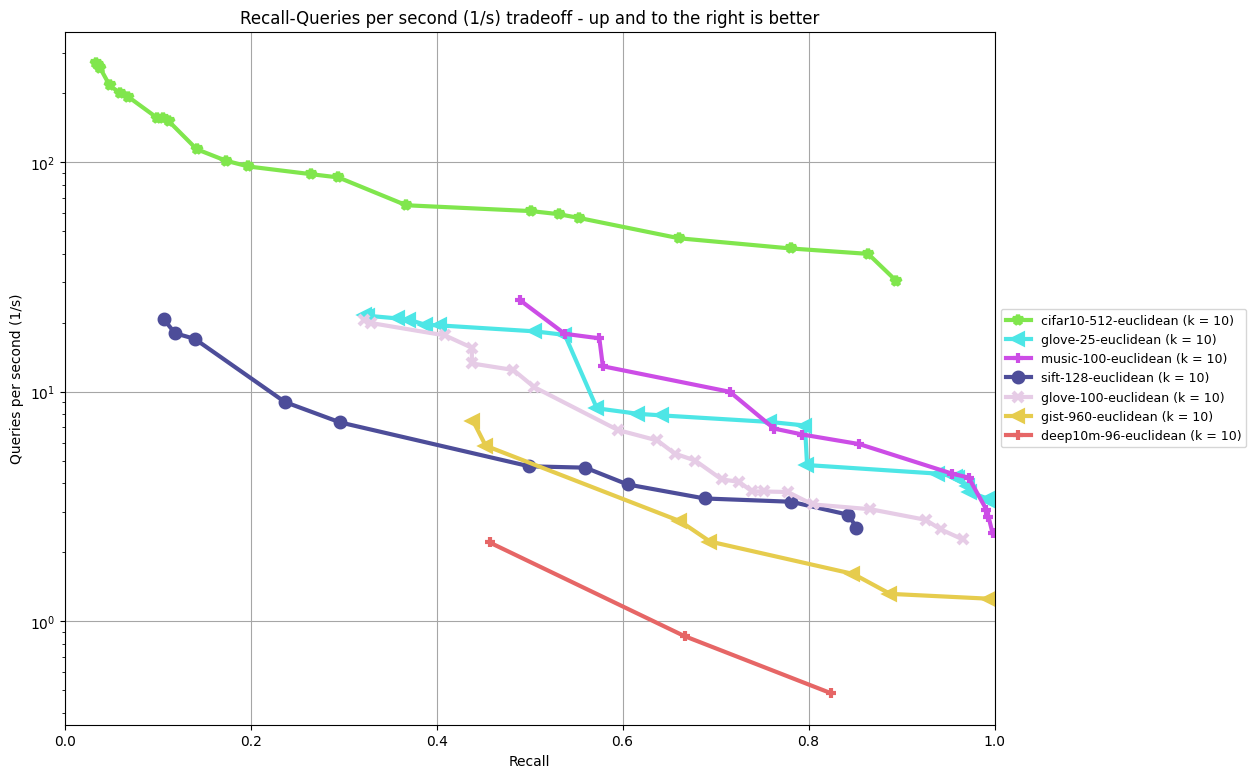 Recall-Queries per second (1/s) tradeoff - up and to the right is better
Queries per second (1/s)
10²
10¹
10⁰
0.0 0.2 0.4 0.6 0.8 1.0
Recall
cifar10-512-euclidean (k = 10)
glove-25-euclidean (k = 10)
music-100-euclidean (k = 10)
sift-128-euclidean (k = 10)
glove-100-euclidean (k = 10)
gist-960-euclidean (k = 10)
deep10m-96-euclidean (k = 10)